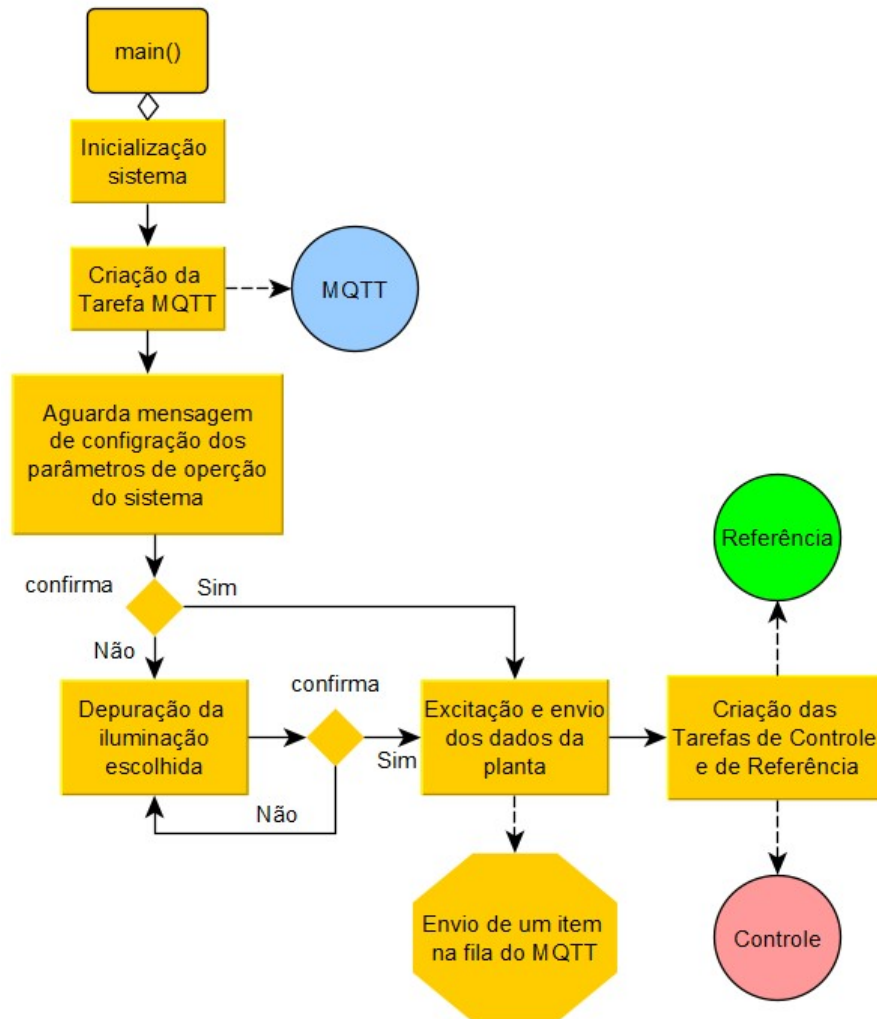 main()
Inicialização
sistema
Criação da
Tarefa MQTT
MQTT
Aguarda mensagem
de configração dos
parâmetros de operção
do sistema
confirma
Sim
Não
Depuração da
iluminação
escolhida
confirma
Sim
Não
Excitação e envio
dos dados da
planta
Envio de um item
na fila do MQTT
Criação das
Tarefas de Controle
e de Referência
Referência
Controle